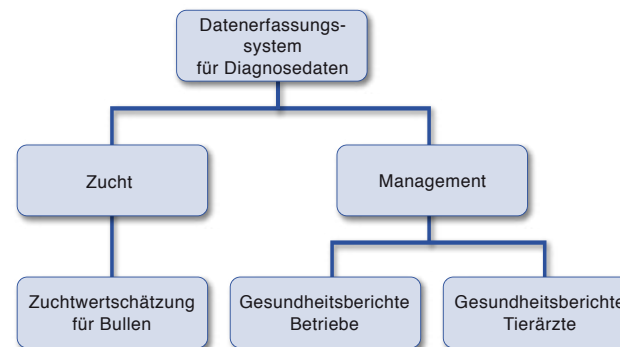 Datenerfassungs-
system
für Diagnosedaten
Zucht
Management
Zuchtwertschätzung
für Bullen
Gesundheitsberichte
Betriebe
Gesundheitsberichte
Tierärzte